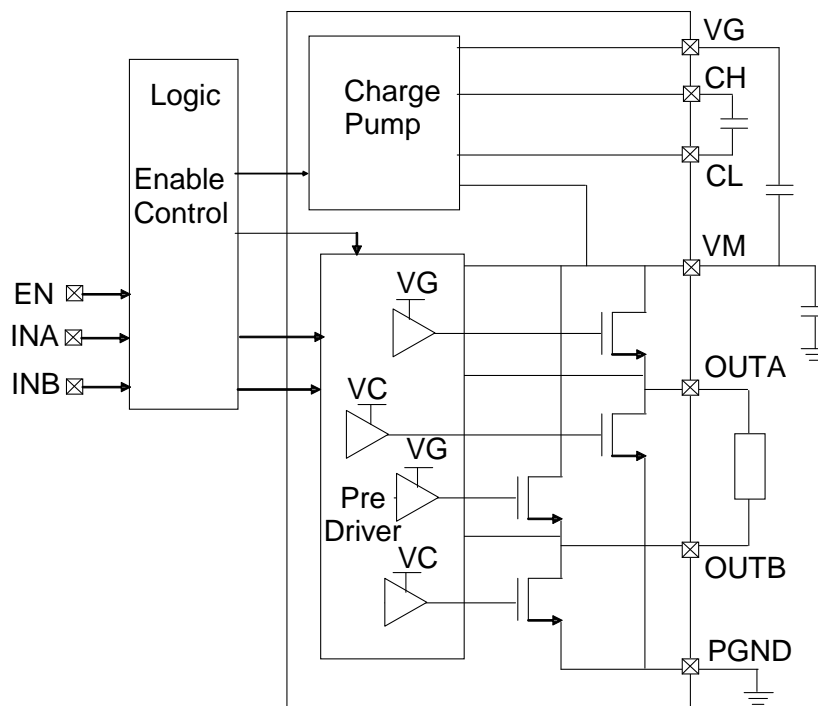 VG
CH
CL
VM
OUTA
OUTB
PGND
Logic
Enable
Control
Charge
Pump
EN
INA
INB
VG
VC
VG
Pre
Driver
VC